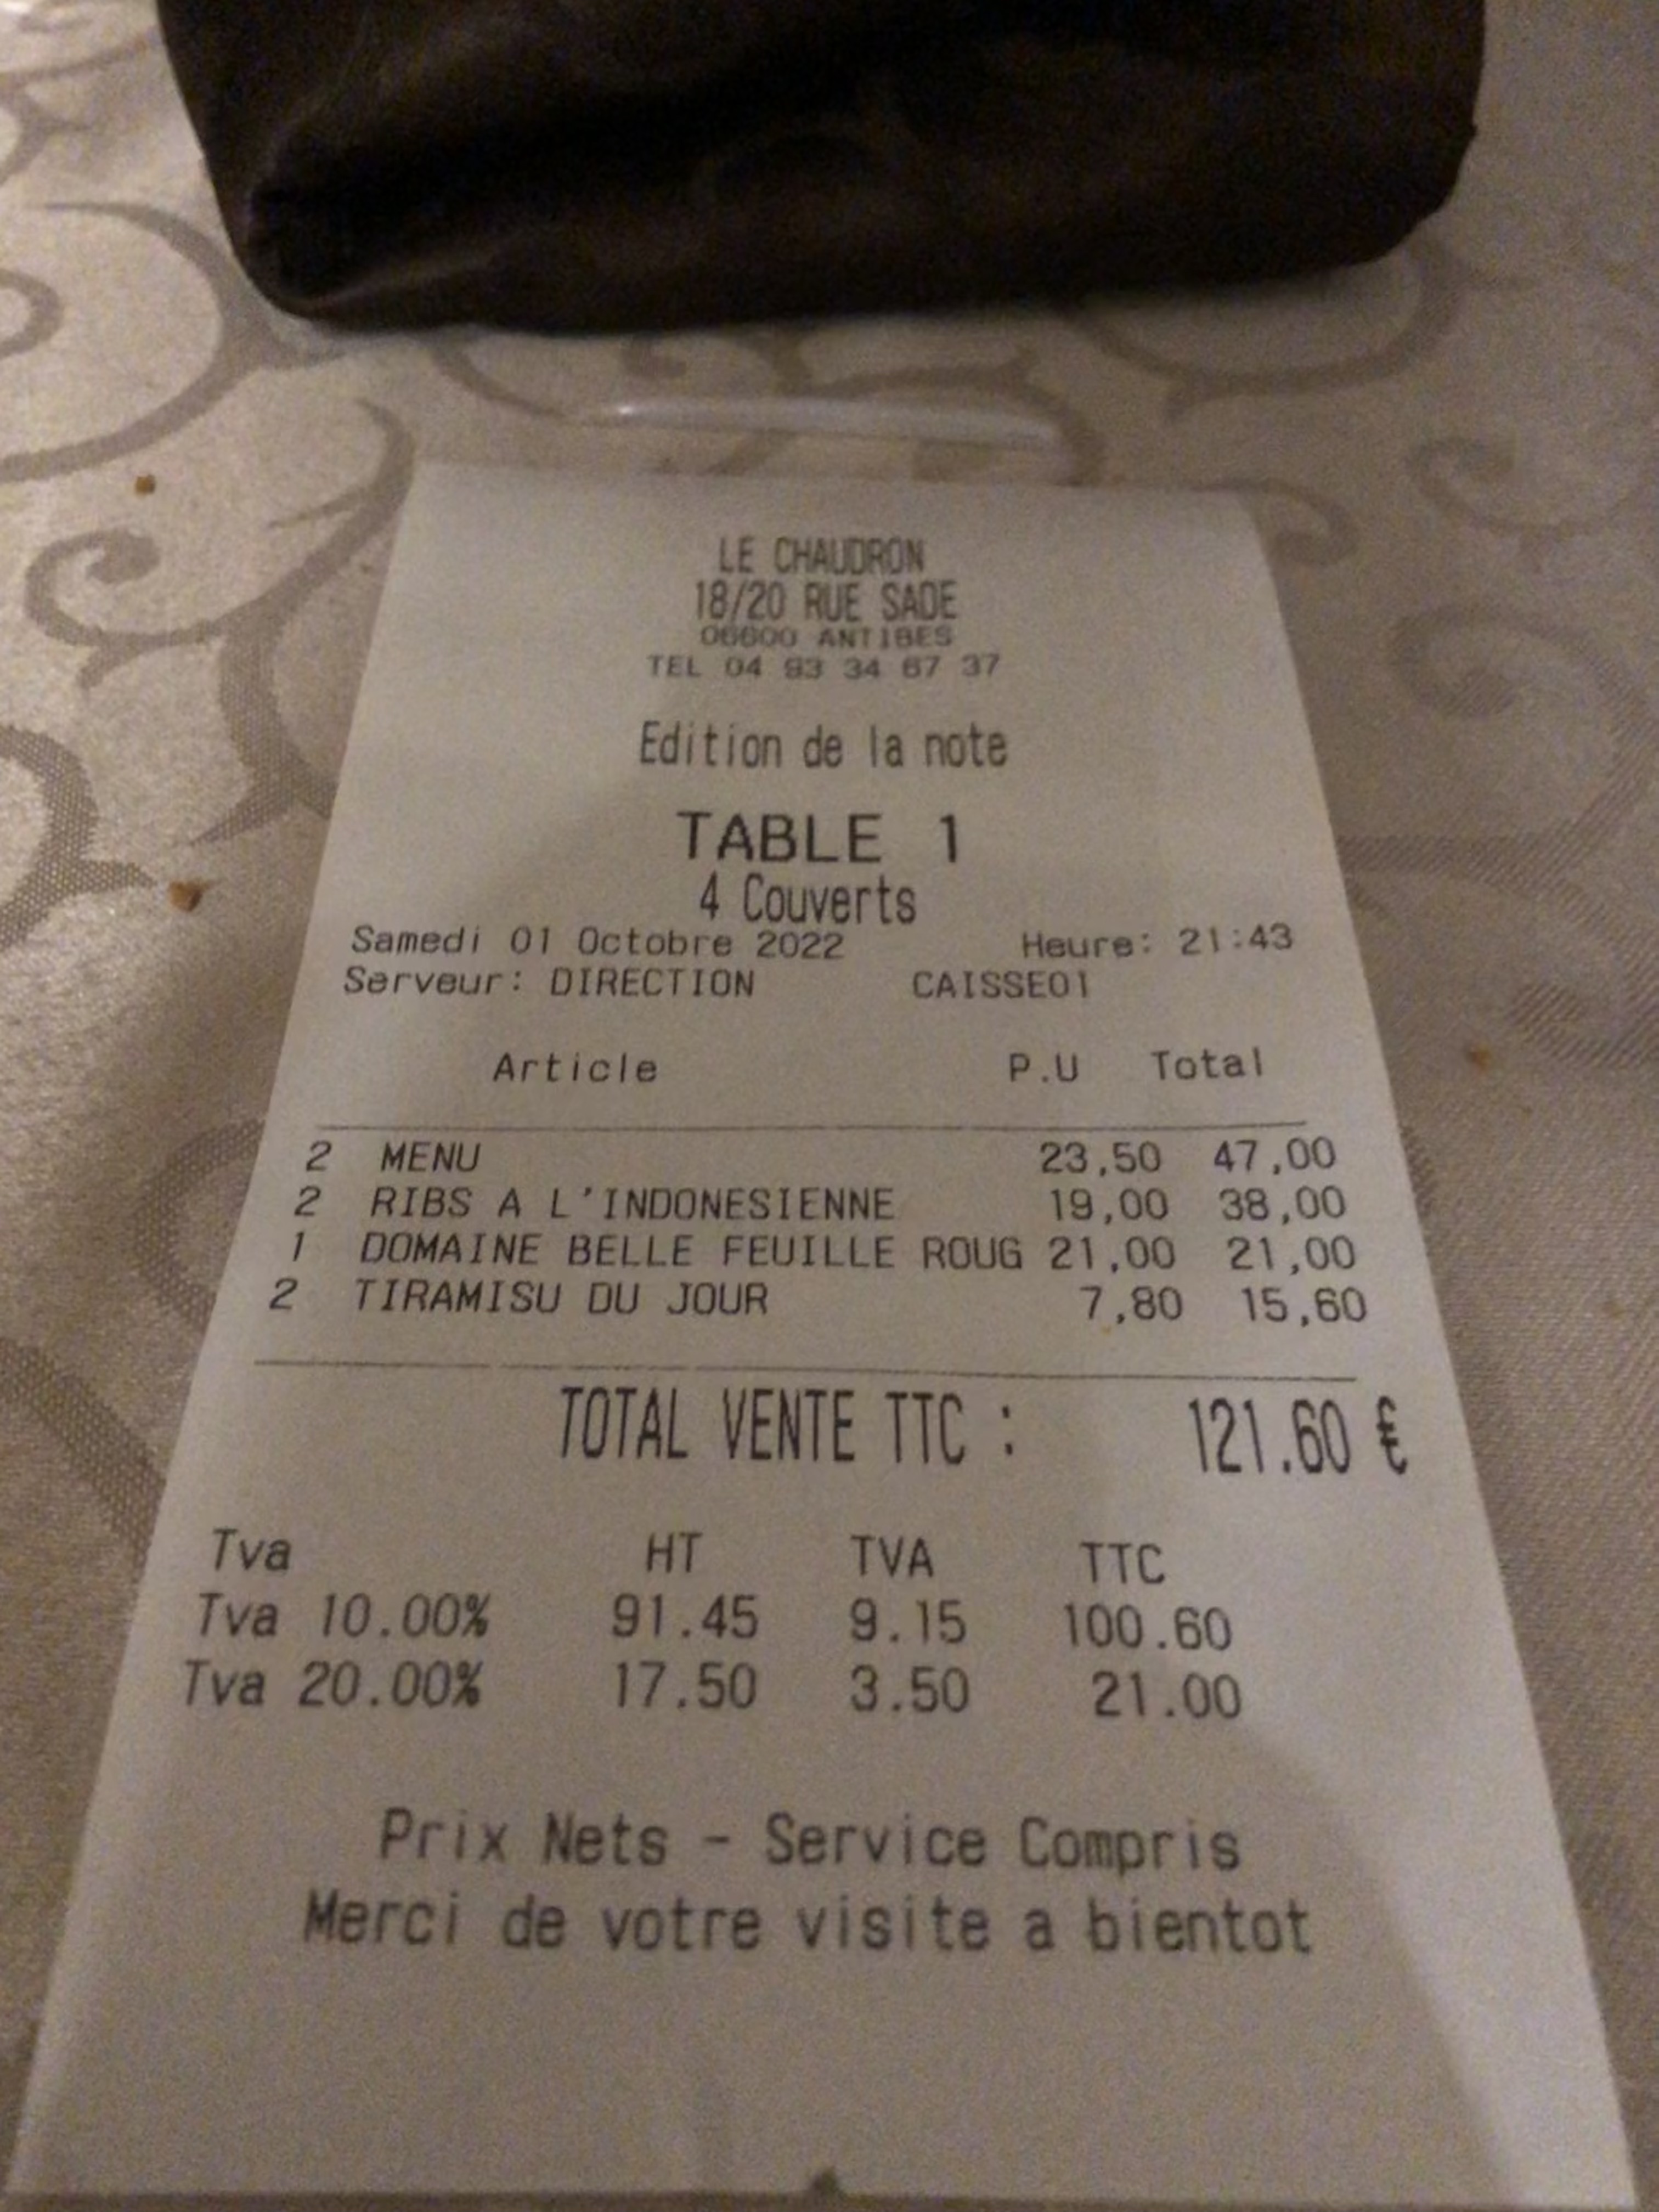 LE CHAUDRON
18/20 RUE SADE
06600 ANTIBES
TEL 04 93 34 67 37
Edition de la note
TABLE 1
4 Couverts
Samedi 01 Octobre 2022 Heure: 21:43
Serveur: DIRECTION CAISSE01
Article P.U Total
2 MENU 23,50 47,00
2 RIBS A L'INDONESIENNE 19,00 38,00
1 DOMAINE BELLE FEUILLE ROUG 21,00 21,00
2 TIRAMISU DU JOUR 7,80 15,60
TOTAL VENTE TTC : 121.60 €
Tva HT TVA TTC
Tva 10.00% 91.45 9.15 100.60
Tva 20.00% 17.50 3.50 21.00
Prix Nets - Service Compris
Merci de votre visite a bientot